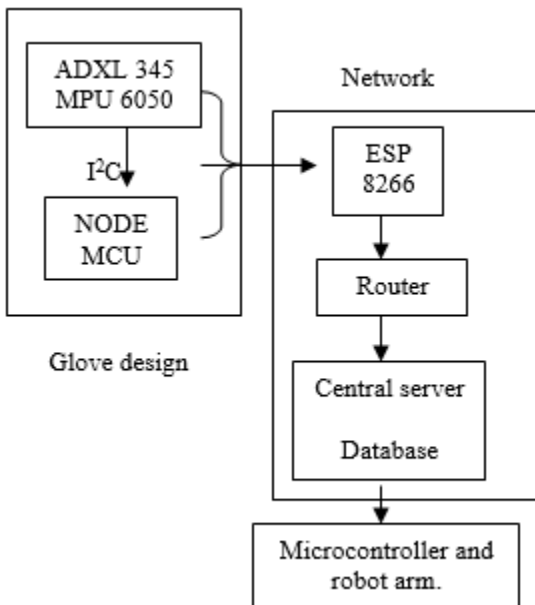 ADXL 345
MPU 6050
I²C
NODE
MCU
Glove design
Network
ESP
8266
Router
Central server
Database
Microcontroller and
robot arm.